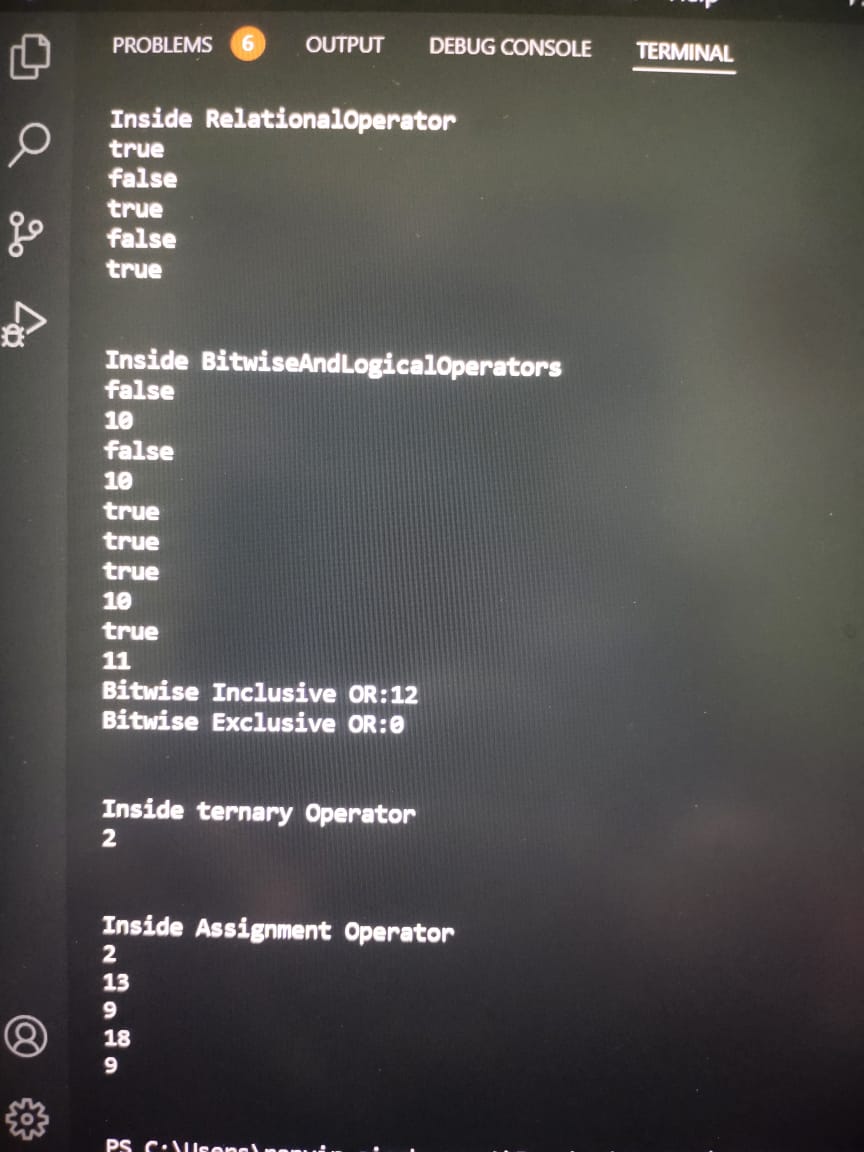 PROBLEMS 6 OUTPUT DEBUG CONSOLE TERMINAL
Inside RelationalOperator
true
false
true
false
true
Inside BitwiseAndLogicalOperators
false
10
false
10
true
true
true
10
true
11
Bitwise Inclusive OR:12
Bitwise Exclusive OR:0
Inside ternary Operator
2
Inside Assignment Operator
2
13
9
18
9
PS C:\Users\